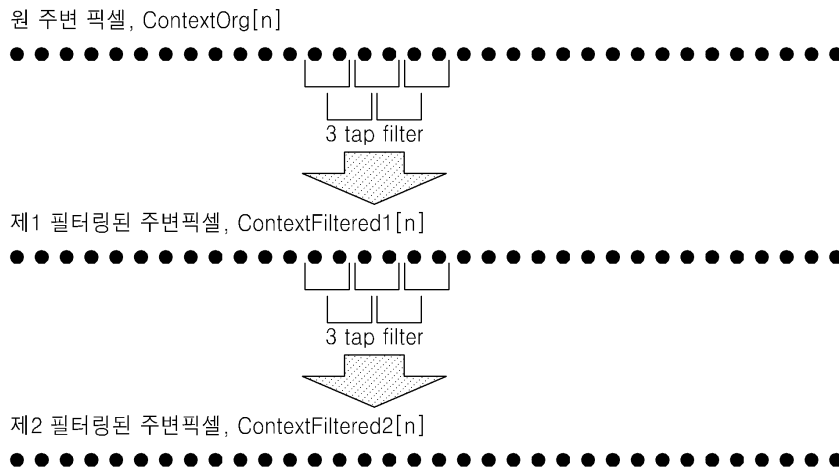 원 주변 픽셀, ContextOrg[n]
3 tap filter
제1 필터링된 주변픽셀, ContextFiltered1[n]
3 tap filter
제2 필터링된 주변픽셀, ContextFiltered2[n]